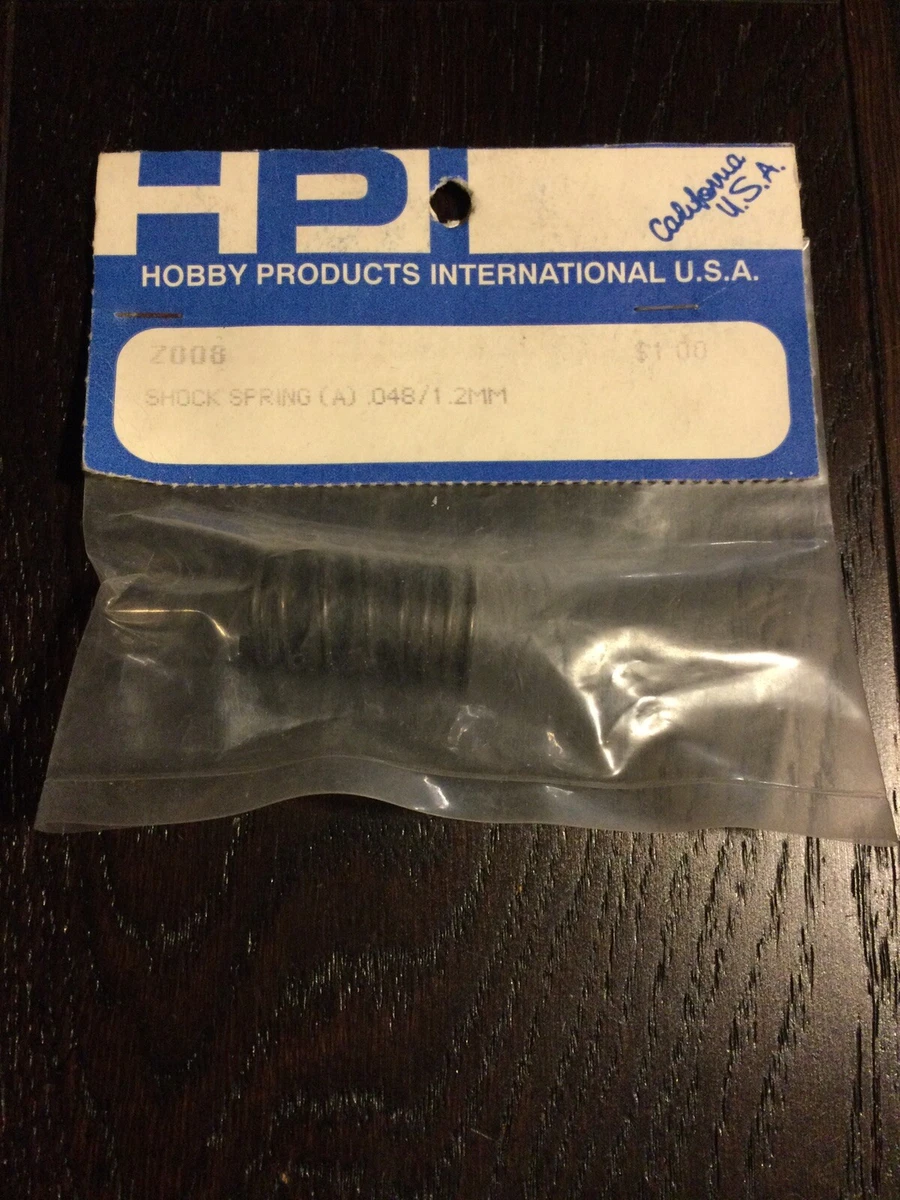 HPI
California
U.S.A.
HOBBY PRODUCTS INTERNATIONAL U.S.A.
Z008 $1.00
SHOCK SPRING (A) .048/1.2MM